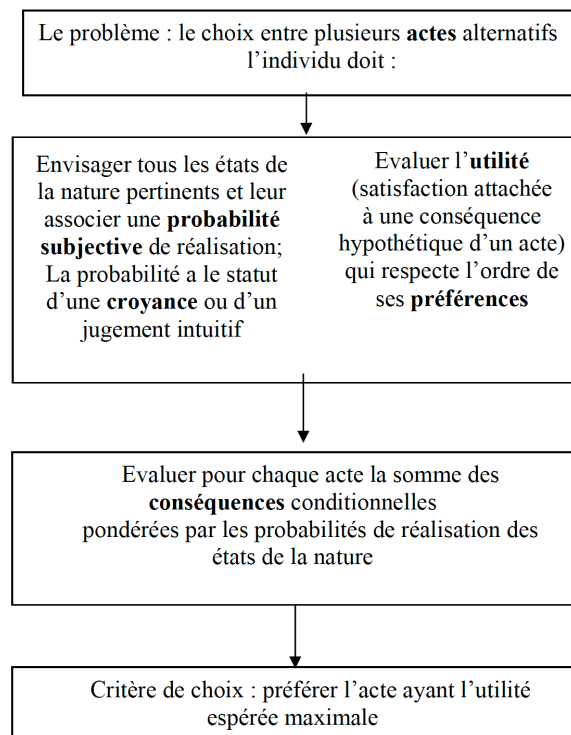 Le problème : le choix entre plusieurs actes alternatifs
l’individu doit :
Envisager tous les états de
la nature pertinents et leur
associer une probabilité
subjective de réalisation;
La probabilité a le statut
d’une croyance ou d’un
jugement intuitif
Evaluer l’utilité
(satisfaction attachée
à une conséquence
hypothétique d’un acte)
qui respecte l’ordre de
ses préférences
Evaluer pour chaque acte la somme des
conséquences conditionnelles
pondérées par les probabilités de réalisation des
états de la nature
Critère de choix : préférer l’acte ayant l’utilité
espérée maximale